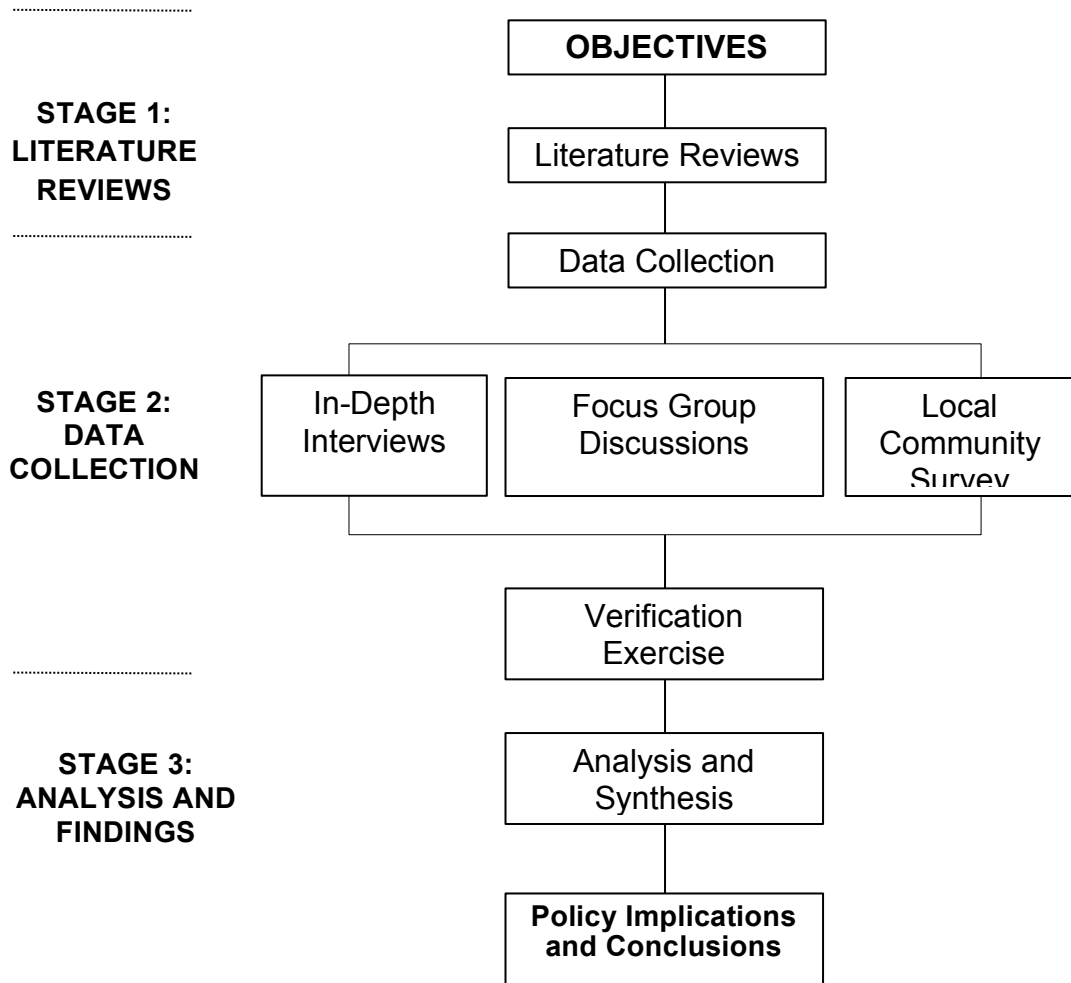 OBJECTIVES
STAGE 1:
LITERATURE
REVIEWS
Literature Reviews
Data Collection
STAGE 2:
DATA
COLLECTION
In-Depth
Interviews
Focus Group
Discussions
Local
Community
Survey
Verification
Exercise
STAGE 3:
ANALYSIS AND
FINDINGS
Analysis and
Synthesis
Policy Implications
and Conclusions